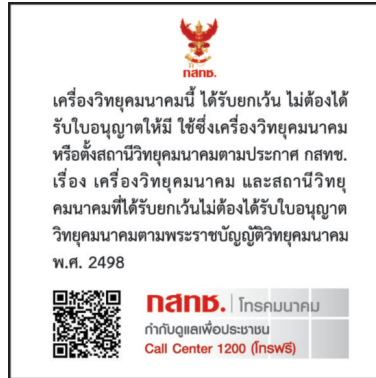 กสทช.
เครื่องวิทยุคมนาคมนี้ ได้รับยกเว้น ไม่ต้องได้
รับใบอนุญาตให้มี ใช้ซึ่งเครื่องวิทยุคมนาคม
หรือตั้งสถานีวิทยุคมนาคมตามประกาศ กสทช.
เรื่อง เครื่องวิทยุคมนาคม และสถานีวิทยุ
คมนาคมที่ได้รับยกเว้นไม่ต้องได้รับใบอนุญาต
วิทยุคมนาคมตามพระราชบัญญัติวิทยุคมนาคม
พ.ศ. 2498
กสทช. | โทรคมนาคม
กำกับดูแลเพื่อประชาชน
Call Center 1200 (โทรฟรี)